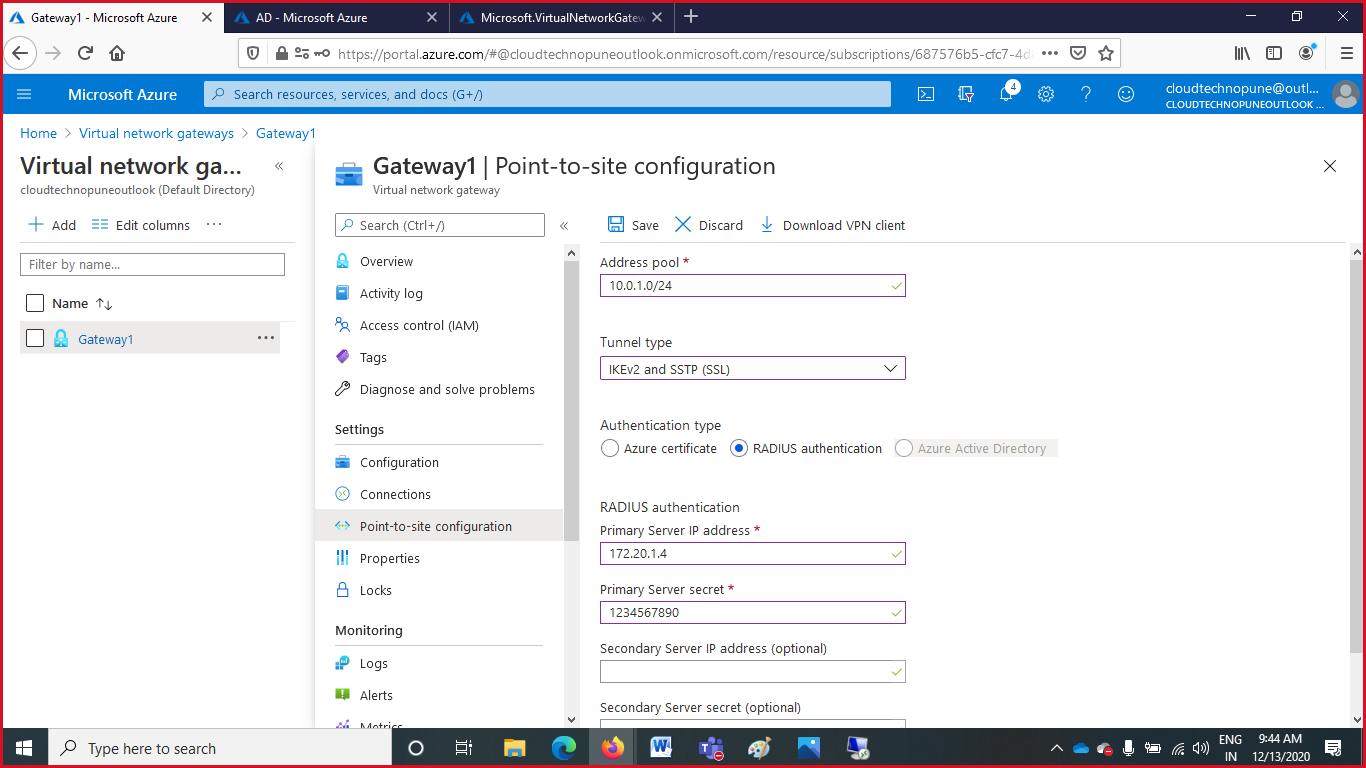 Gateway1 - Microsoft Azure
AD - Microsoft Azure
Microsoft.VirtualNetworkGatew
https://portal.azure.com/#@cloudtechnopuneoutlook.onmicrosoft.com/resource/subscriptions/687576b5-cfc7-4d
Microsoft Azure
Search resources, services, and docs (G+/)
4
cloudtechnopune@outl...
CLOUDTECHNOPUNEOUTLOOK ...
Home > Virtual network gateways > Gateway1
Virtual network ga...
cloudtechnopuneoutlook (Default Directory)
Add
Edit columns
Filter by name...
Name
Gateway1
Gateway1 | Point-to-site configuration
Virtual network gateway
Search (Ctrl+/)
Overview
Activity log
Access control (IAM)
Tags
Diagnose and solve problems
Settings
Configuration
Connections
Point-to-site configuration
Properties
Locks
Monitoring
Logs
Alerts
Metrics
Save
Discard
Download VPN client
Address pool *
10.0.1.0/24
Tunnel type
IKEv2 and SSTP (SSL)
Authentication type
Azure certificate
RADIUS authentication
Azure Active Directory
RADIUS authentication
Primary Server IP address *
172.20.1.4
Primary Server secret *
1234567890
Secondary Server IP address (optional)
Secondary Server secret (optional)
Type here to search
ENG
IN
9:44 AM
12/13/2020